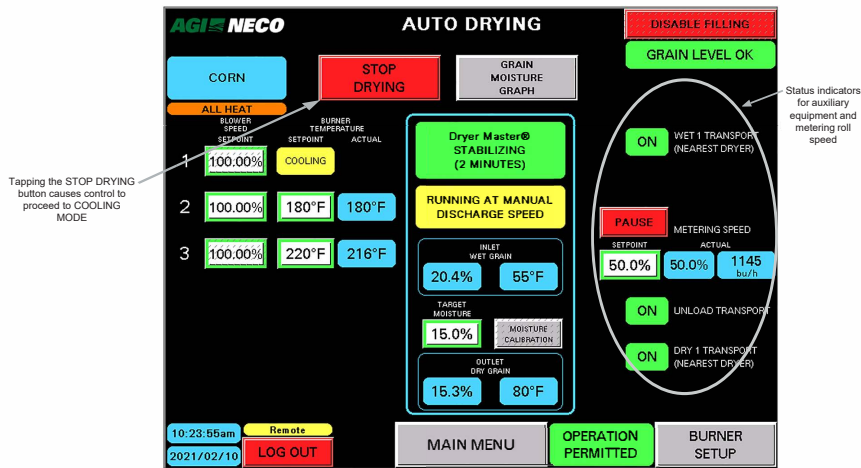 AGI NECO
AUTO DRYING
DISABLE FILLING
GRAIN LEVEL OK
CORN
STOP
DRYING
GRAIN
MOISTURE
GRAPH
ALL HEAT
BLOWER
SPEED
SETPOINT
BURNER
TEMPERATURE
SETPOINT
ACTUAL
1 100.00% COOLING
2 100.00% 180°F 180°F
3 100.00% 220°F 216°F
Dryer Master®
STABILIZING
(2 MINUTES)
RUNNING AT MANUAL
DISCHARGE SPEED
INLET
WET GRAIN
20.4% 55°F
TARGET
MOISTURE
15.0%
MOISTURE
CALIBRATION
OUTLET
DRY GRAIN
15.3% 80°F
ON
WET 1 TRANSPORT
(NEAREST DRYER)
PAUSE
METERING SPEED
SETPOINT ACTUAL
50.0% 50.0%
1145
bu/h
ON UNLOAD TRANSPORT
ON
DRY 1 TRANSPORT
(NEAREST DRYER)
10:23:55am
2021/02/10
Remote
LOG OUT
MAIN MENU
OPERATION
PERMITTED
BURNER
SETUP
Tapping the STOP DRYING
button causes control to
proceed to COOLING
MODE
Status indicators
for auxiliary
equipment and
metering roll
speed